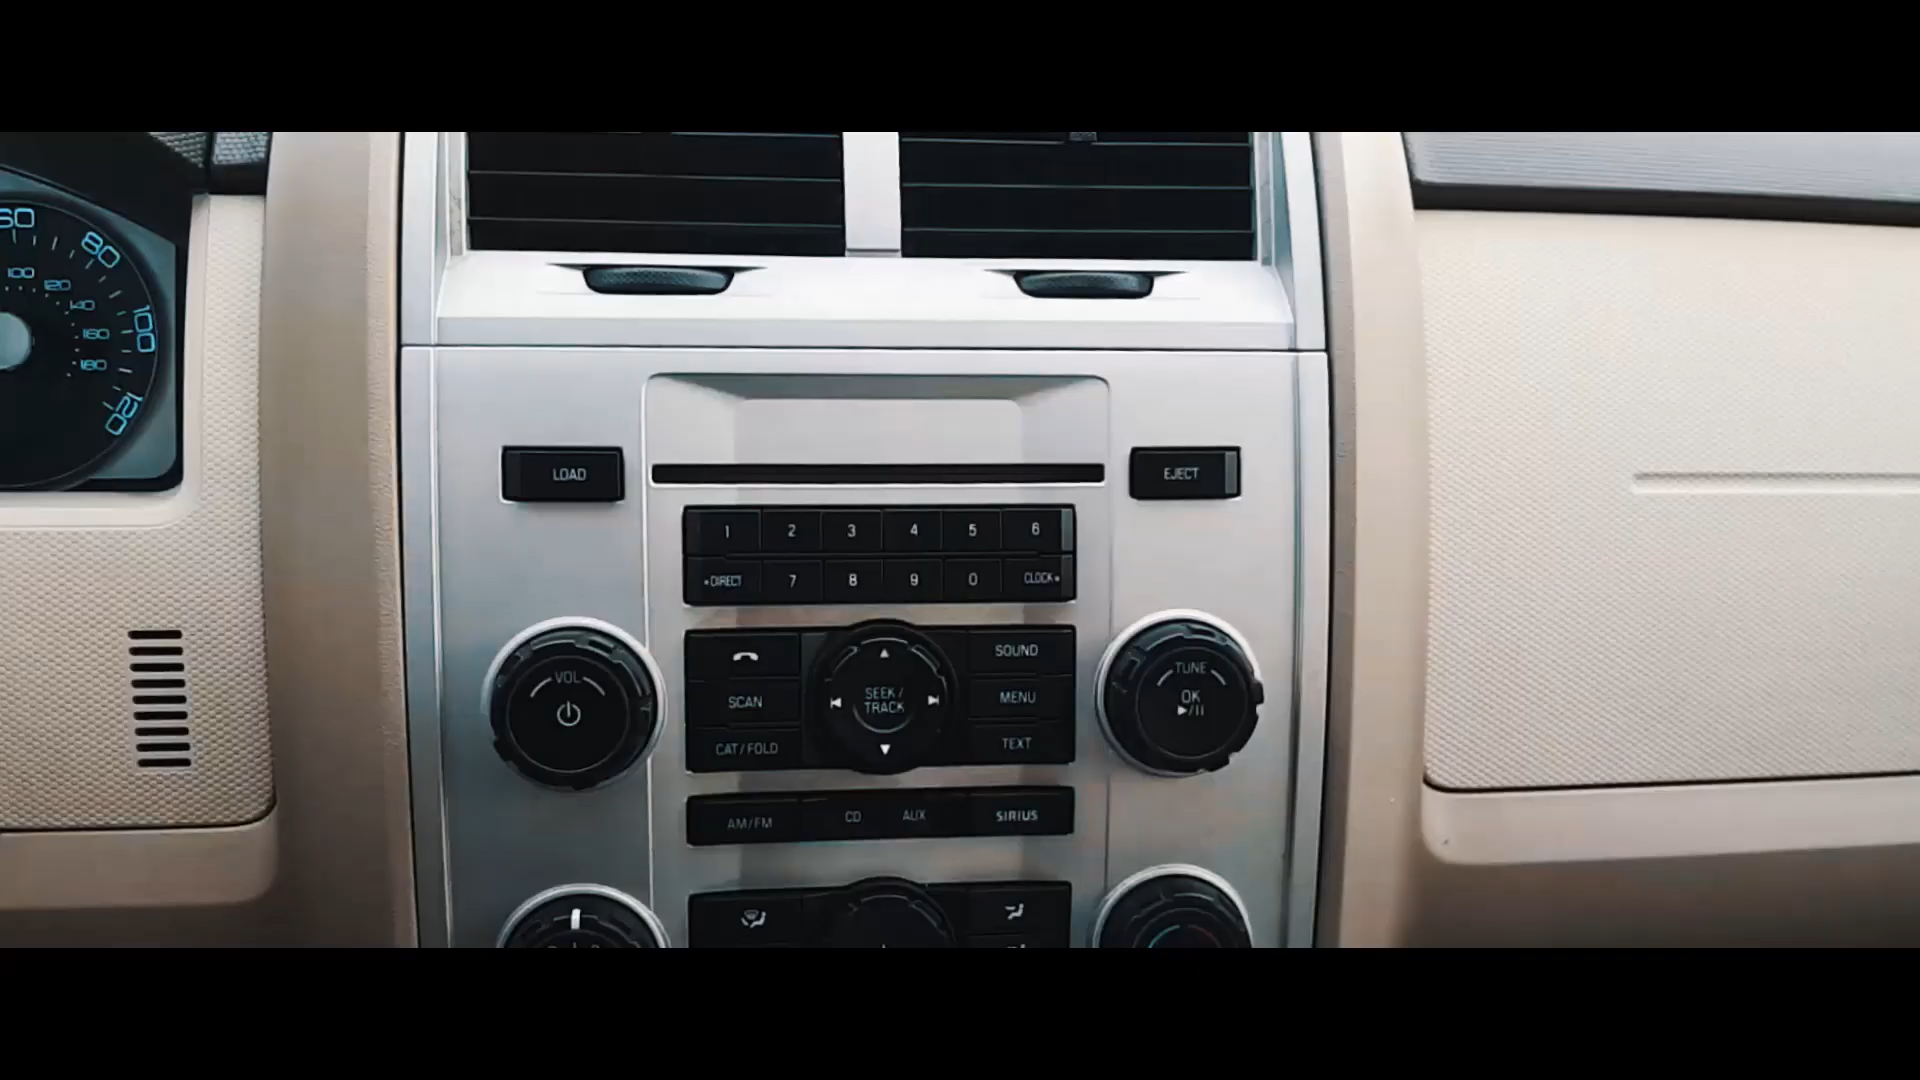 60
80
100
120
100
120
140
160
180
LOAD
EJECT
1 2 3 4 5 6
•DIRECT 7 8 9 0 CLOCK•
VOL
SEEK/
TRACK
SCAN
CAT/FOLD
SOUND
MENU
TEXT
TUNE
OK
▶/II
AM/FM CD AUX SIRIUS